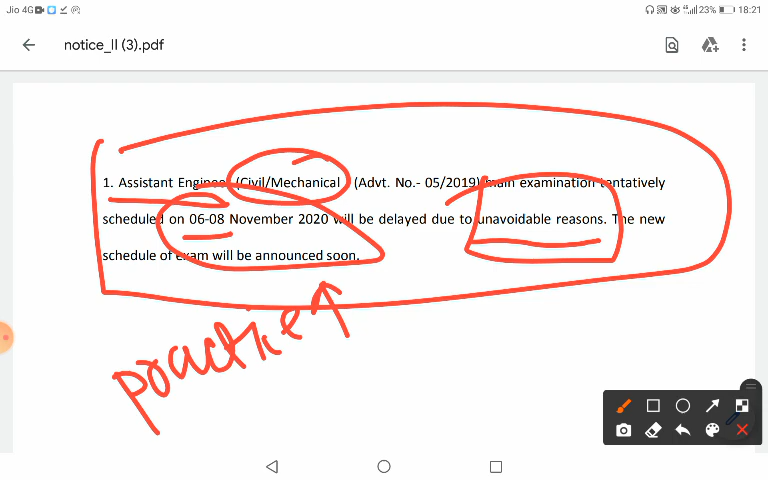 Jio 4G 23% 18:21
notice_ll (3).pdf
1. Assistant Engineer (Civil/Mechanical) (Advt. No.- 05/2019) main examination tentatively
scheduled on 06-08 November 2020 will be delayed due to unavoidable reasons. The new
schedule of exam will be announced soon.
practice